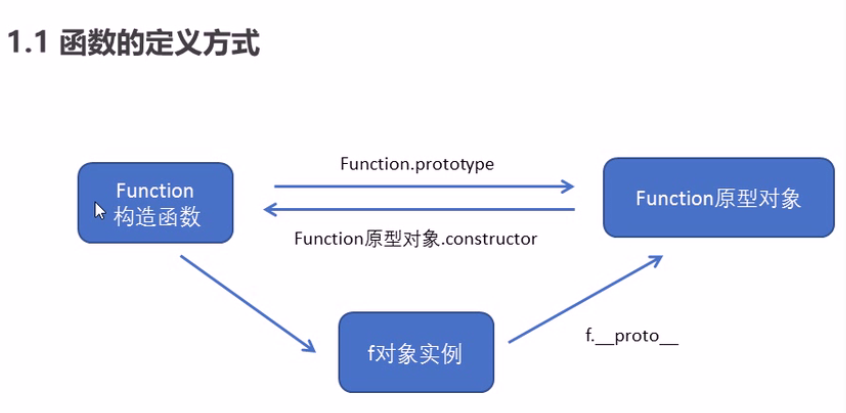 1.1 函数的定义方式
Function.prototype
Function
构造函数
Function原型对象
Function原型对象.constructor
f对象实例
f.__proto__